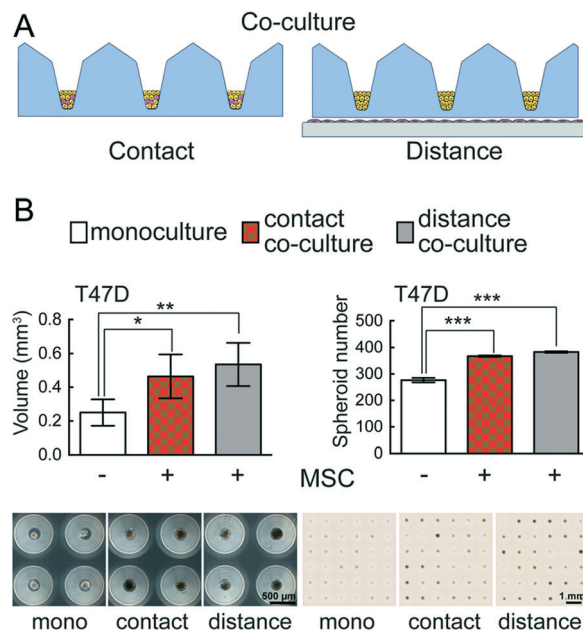 A
Co-culture
Contact
Distance
B
monoculture
contact
co-culture
distance
co-culture
T47D
**
*
Volume (mm³)
0.8
0.6
0.4
0.2
0.0
T47D
***
***
Spheroid number
500
400
300
200
100
0
- + + MSC - + +
500 µm
1 mm
mono contact distance mono contact distance